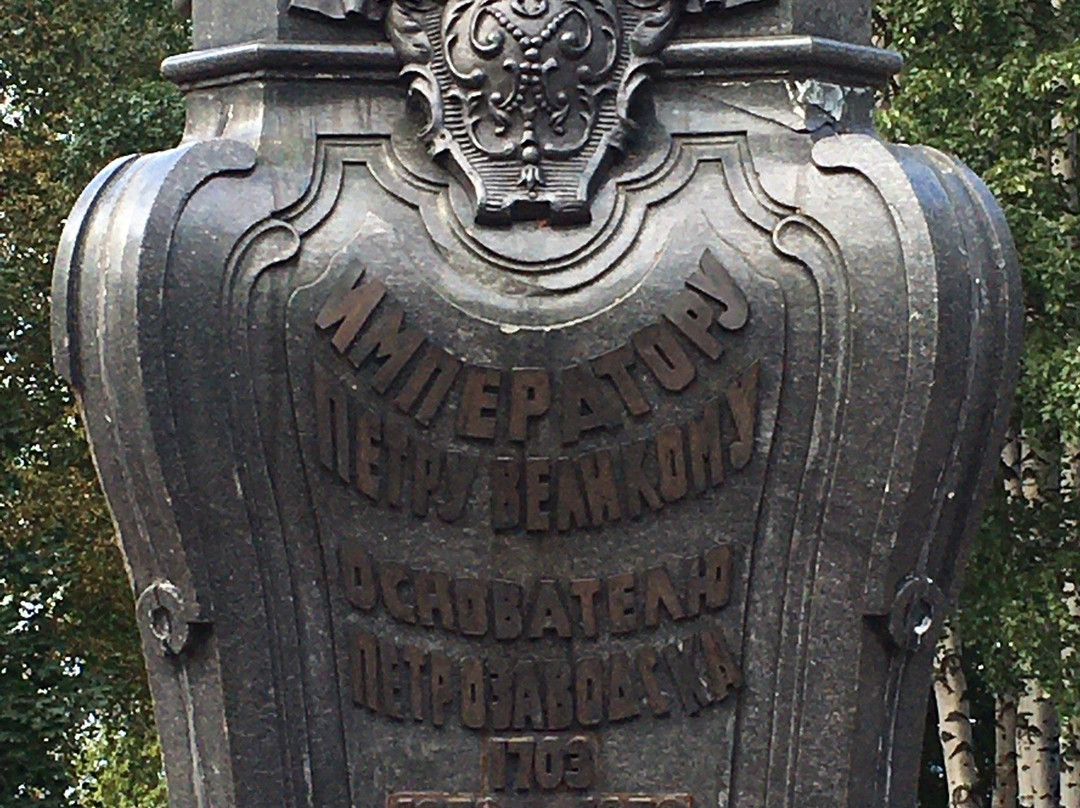 ИМПЕРАТОРУ
ПЕТРУ ВЕЛИКОМУ
ОСНОВАТЕЛЮ
ПЕТРОЗАВОДСКА
1703